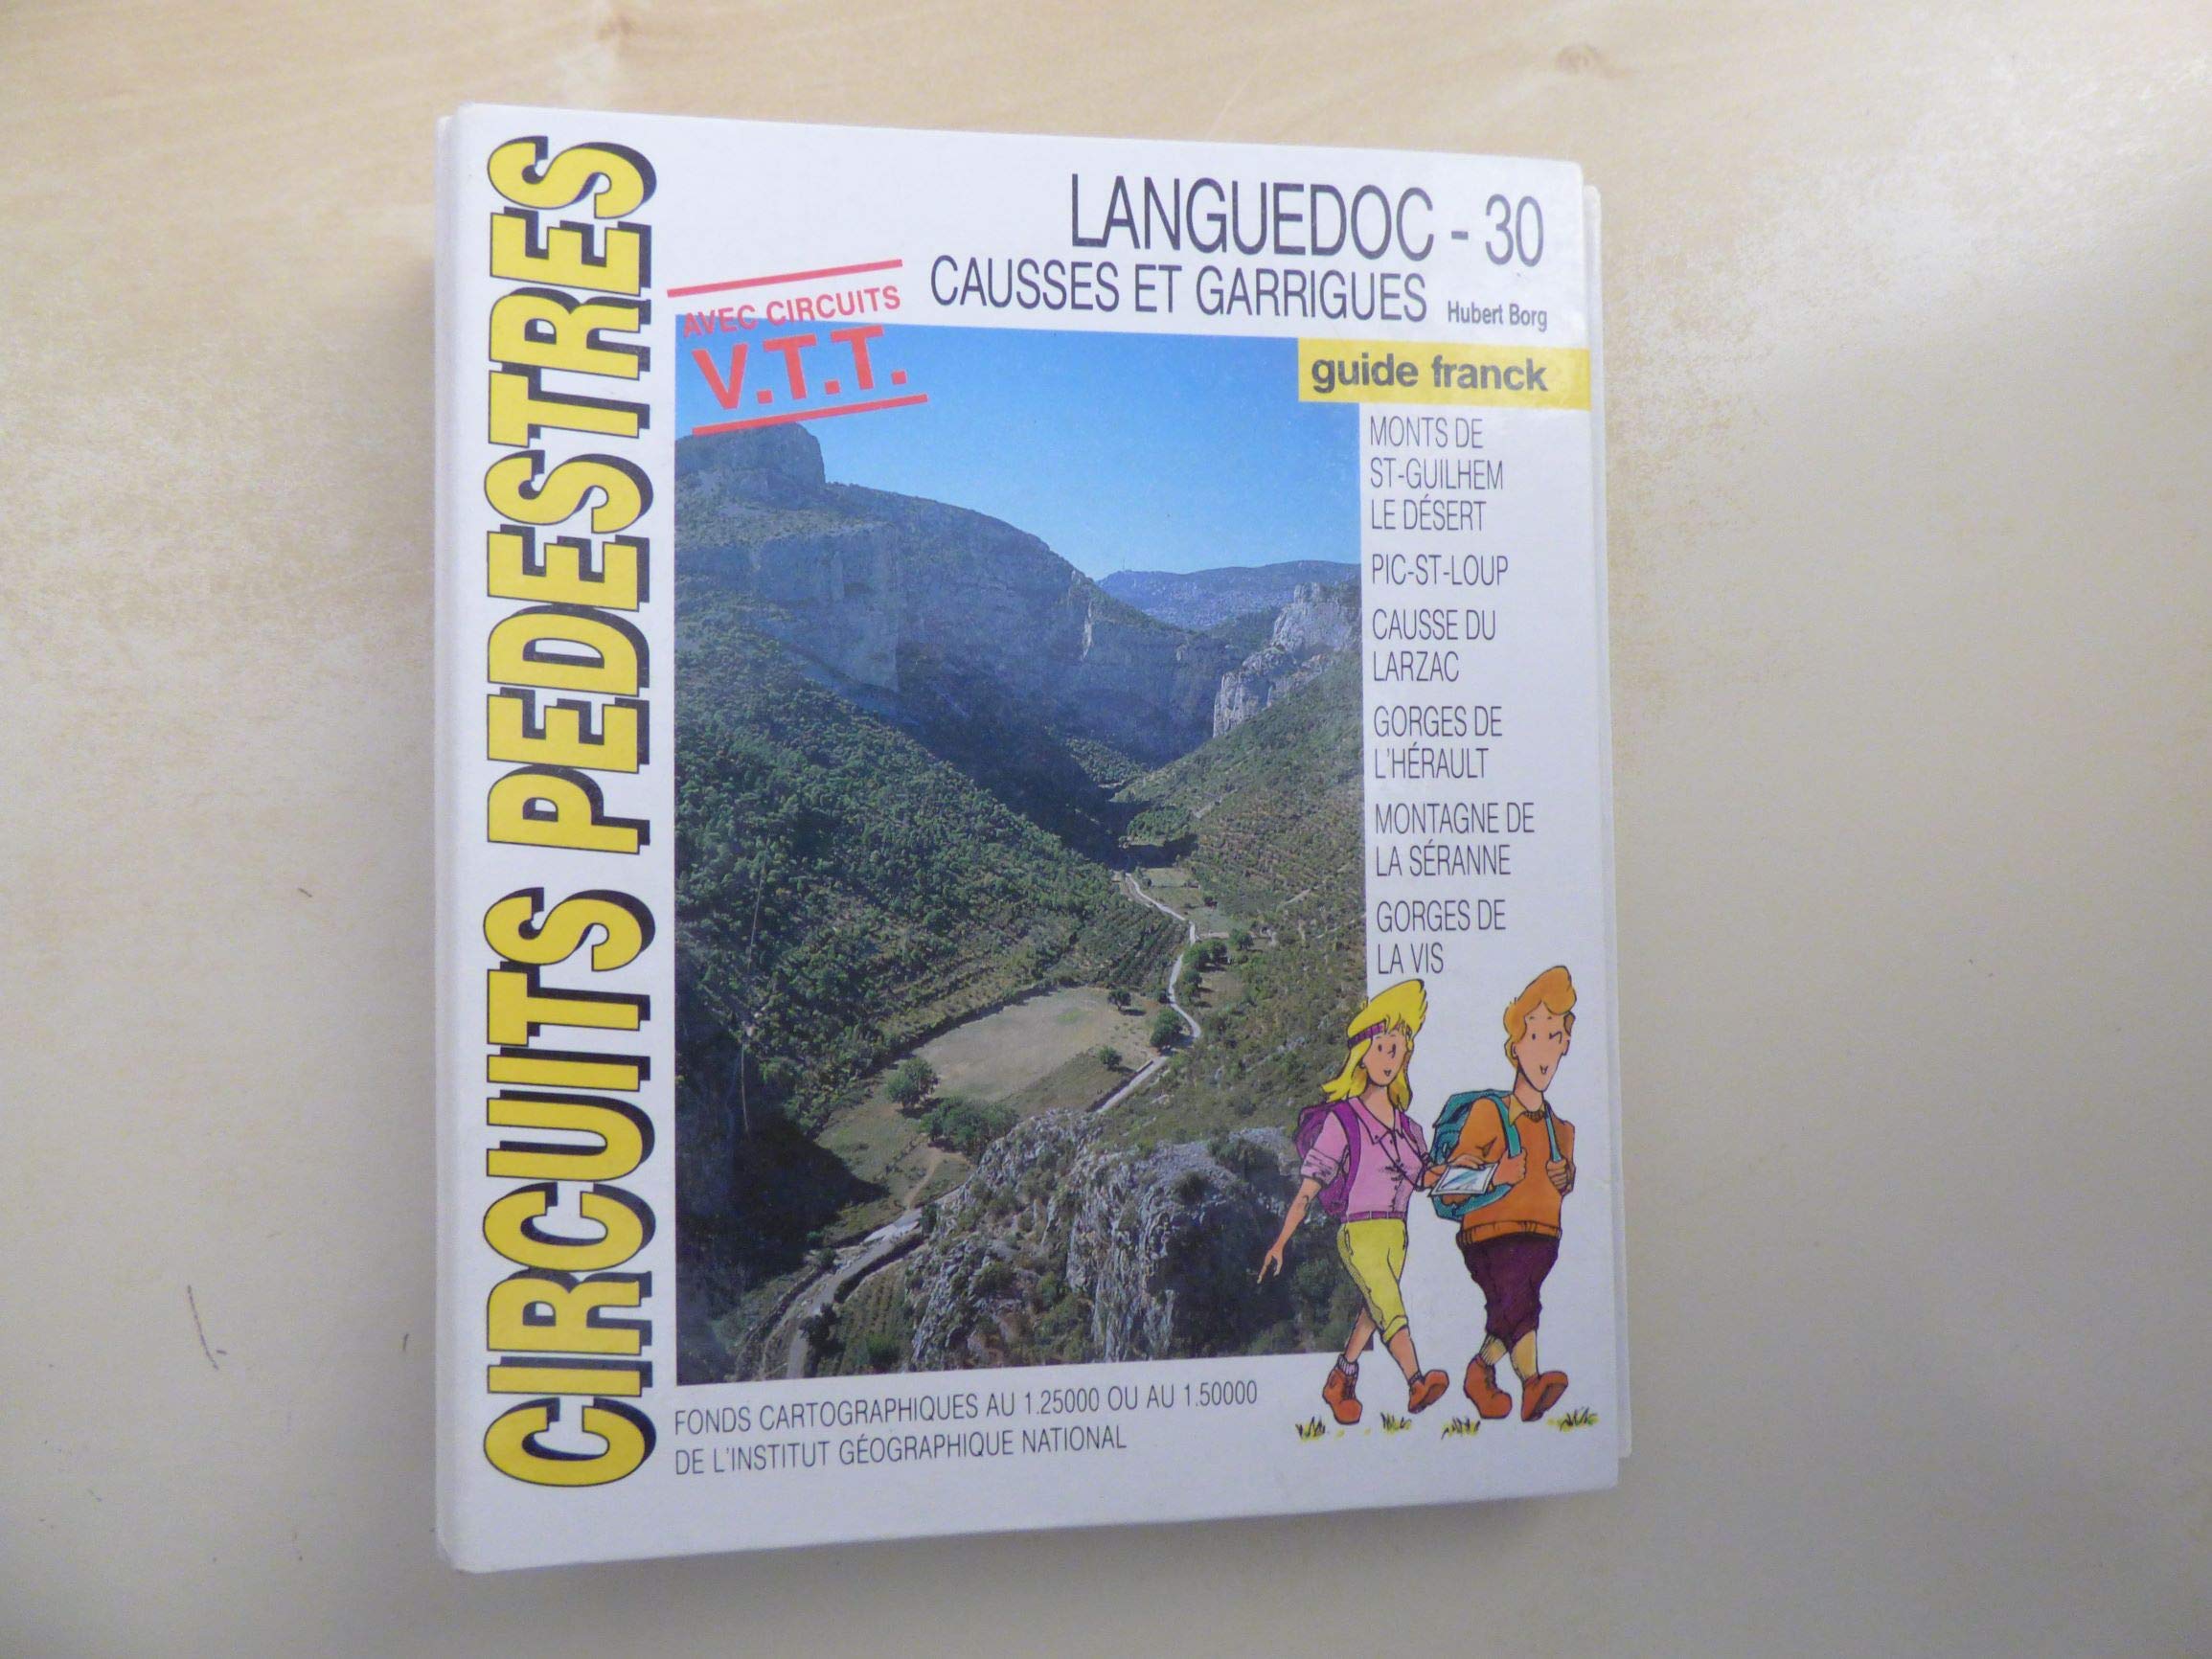 CIRCUITS PEDESTRES
LANGUEDOC - 30
CAUSSES ET GARRIGUES Hubert Borg
AVEC CIRCUITS
V.T.T.
guide franck
MONTS DE
ST-GUILHEM
LE DÉSERT
PIC-ST-LOUP
CAUSSE DU
LARZAC
GORGES DE
L'HÉRAULT
MONTAGNE DE
LA SÉRANNE
GORGES DE
LA VIS
FONDS CARTOGRAPHIQUES AU 1.25000 OU AU 1.50000
DE L'INSTITUT GÉOGRAPHIQUE NATIONAL